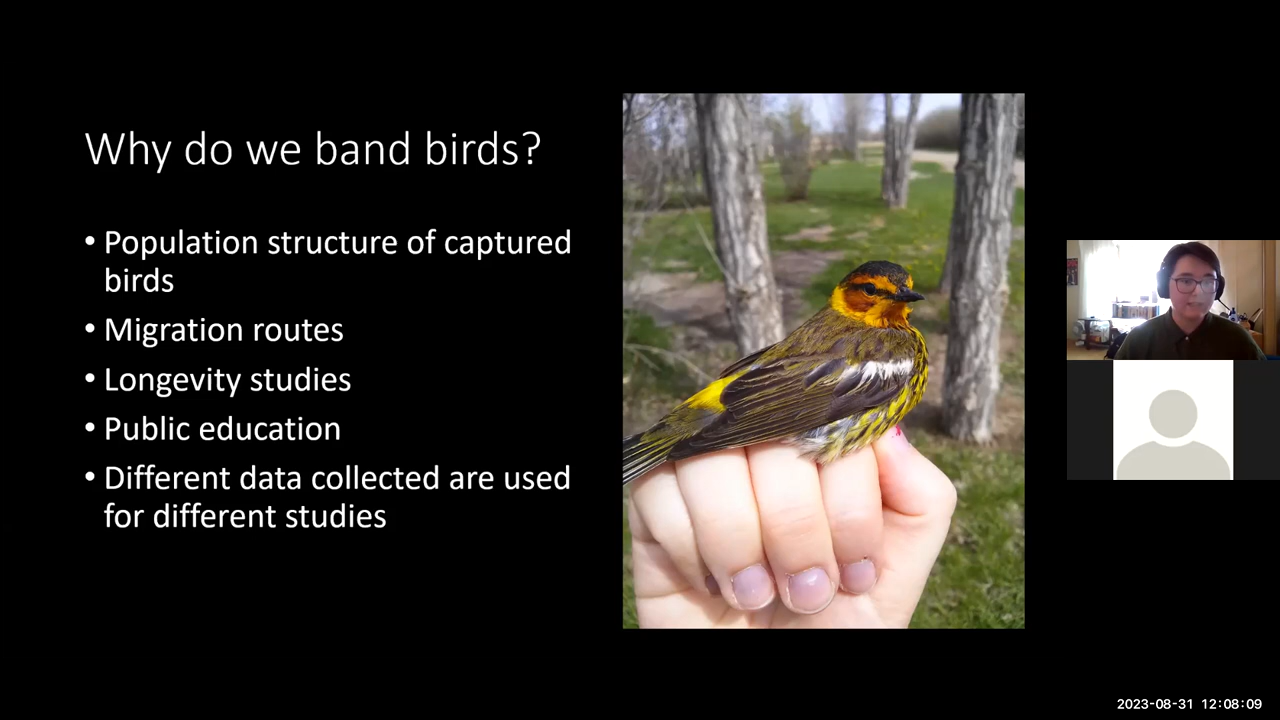 Why do we band birds?
• Population structure of captured
birds
• Migration routes
• Longevity studies
• Public education
• Different data collected are used
for different studies
2023-08-31 12:08:09